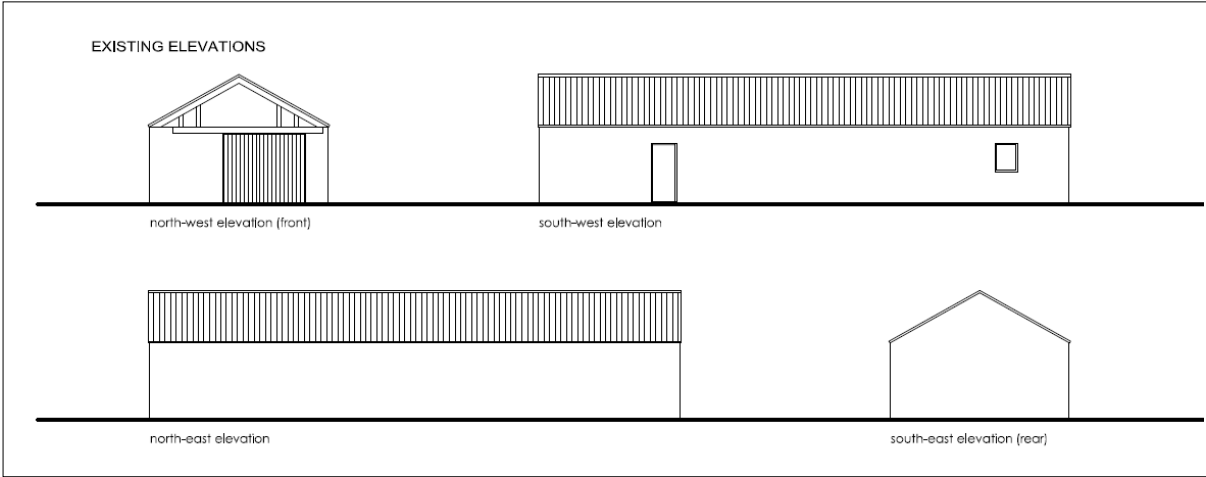 EXISTING ELEVATIONS
north-west elevation (front)
south-west elevation
north-east elevation
south-east elevation (rear)